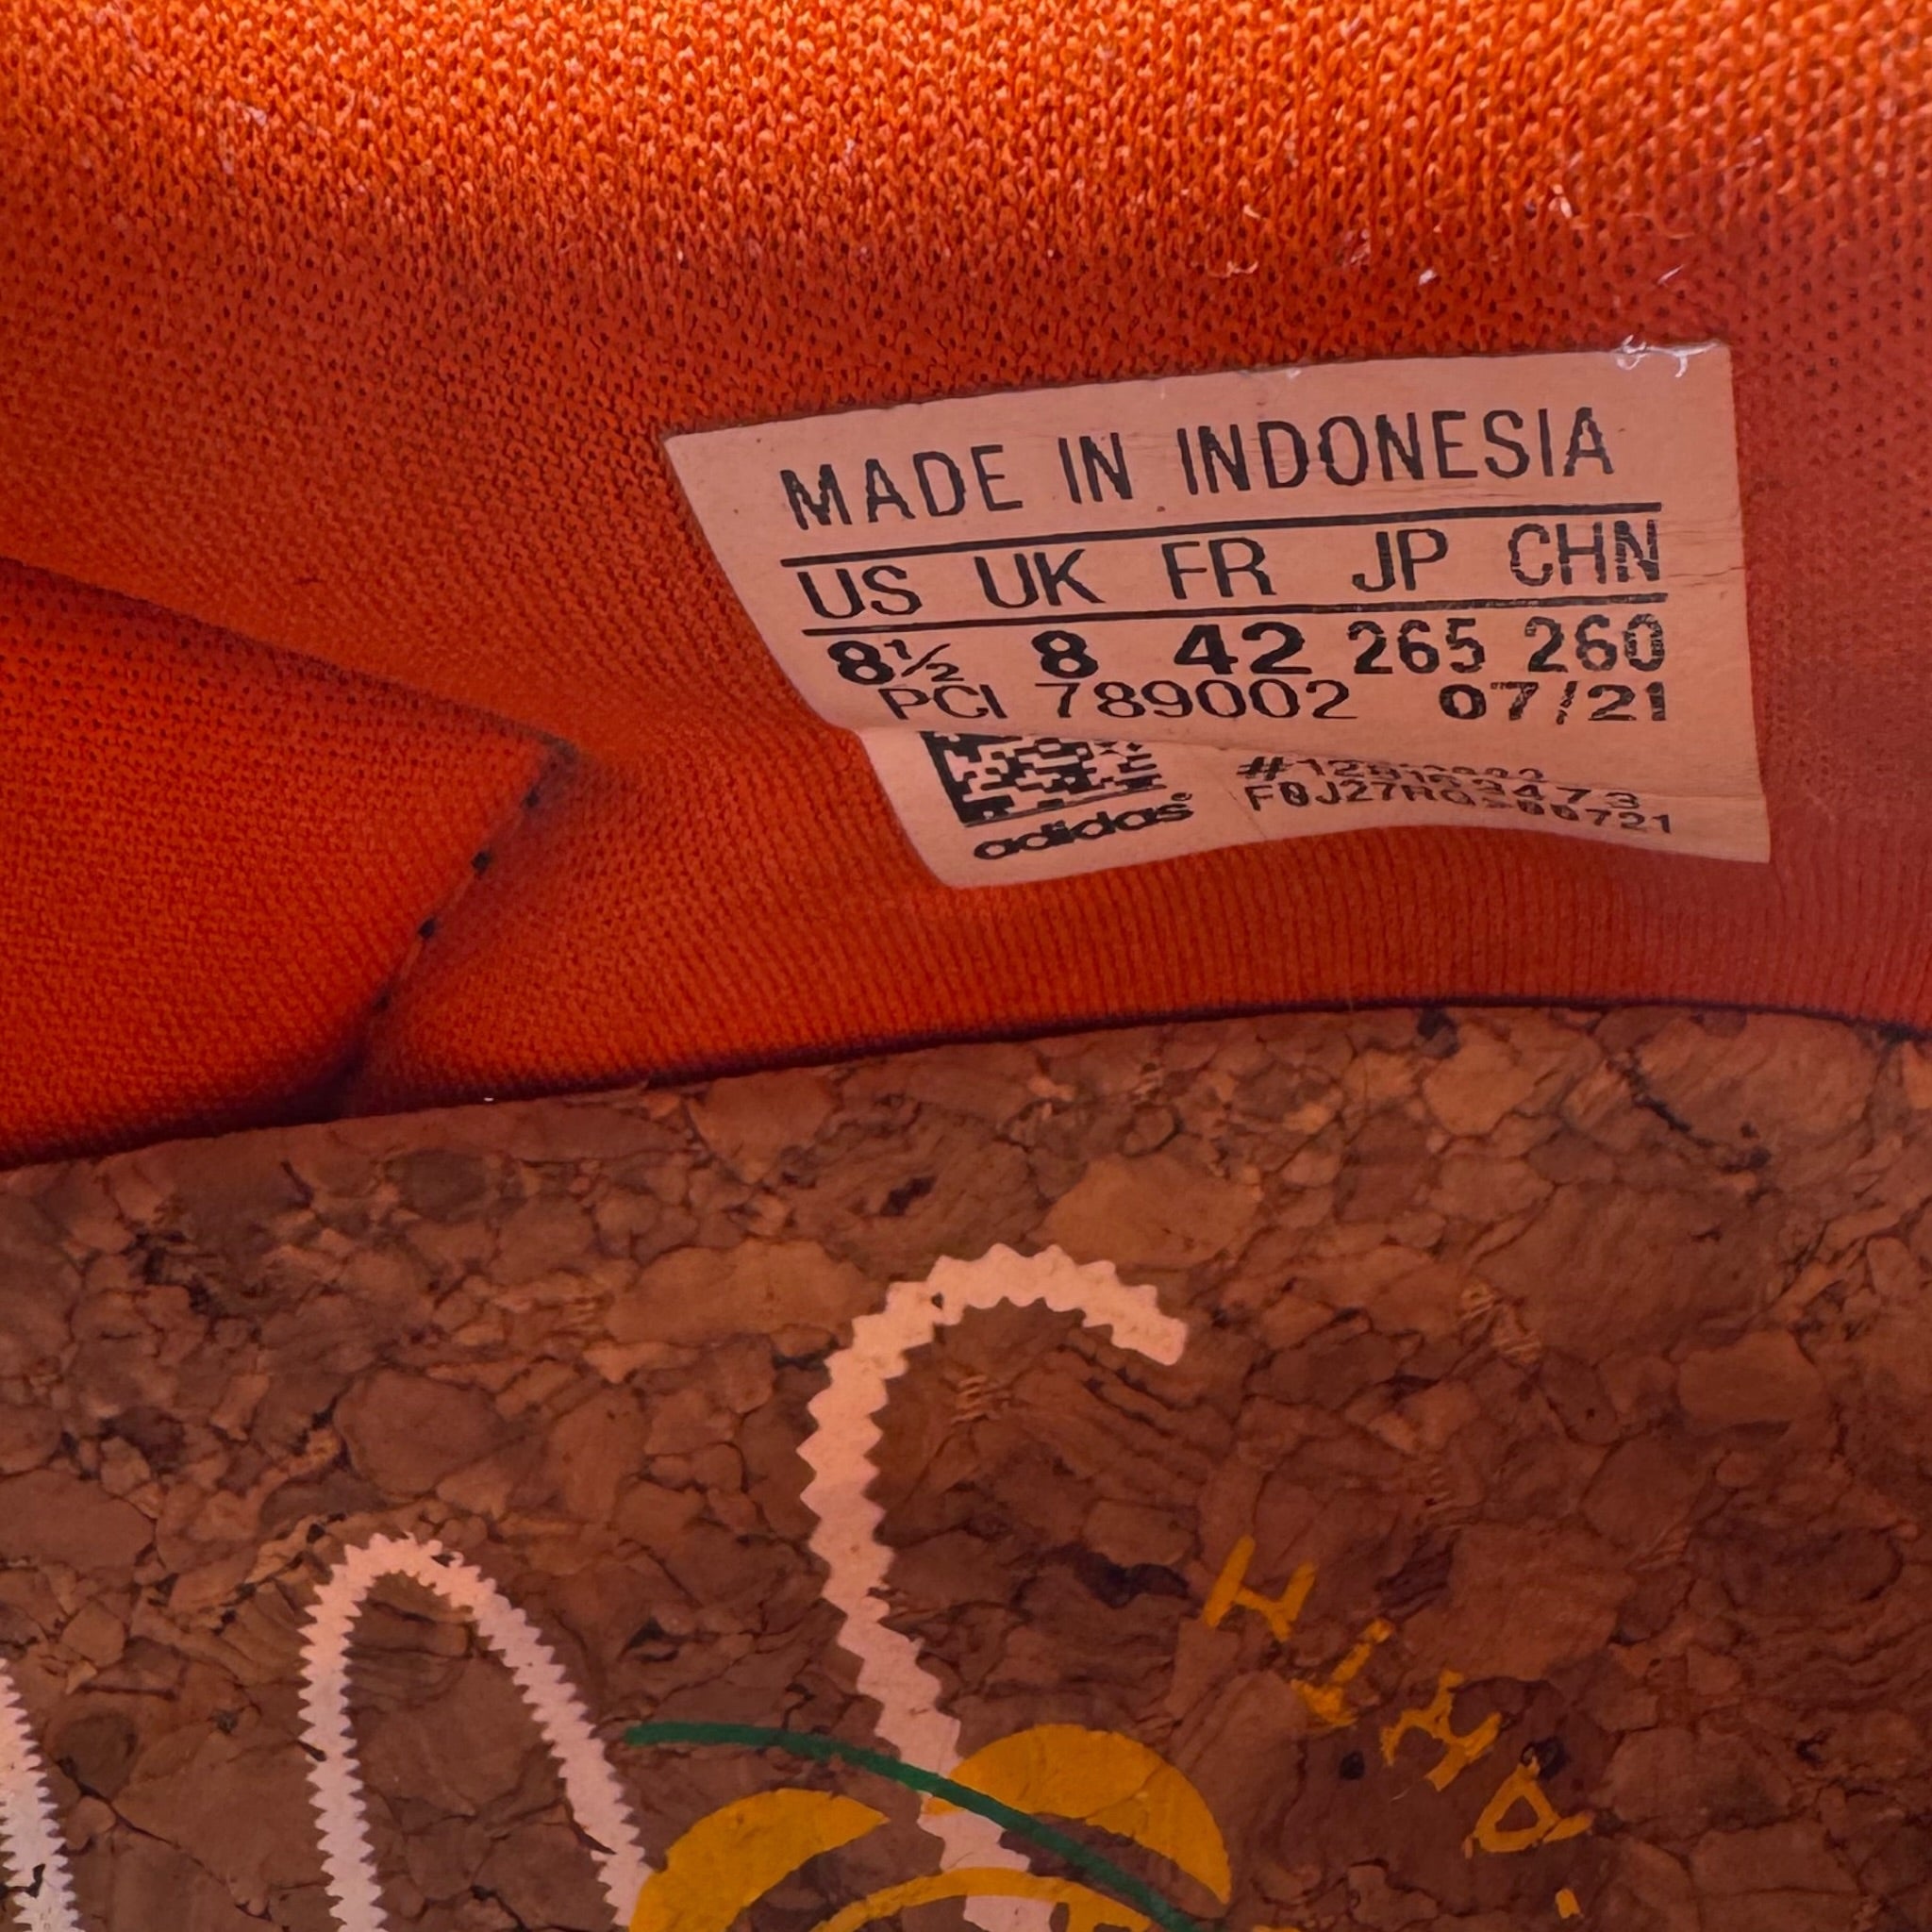 MADE IN INDONESIA
US UK FR JP CHN
8½ 8 42 265 260
PCI 789002 07/21
adidas®